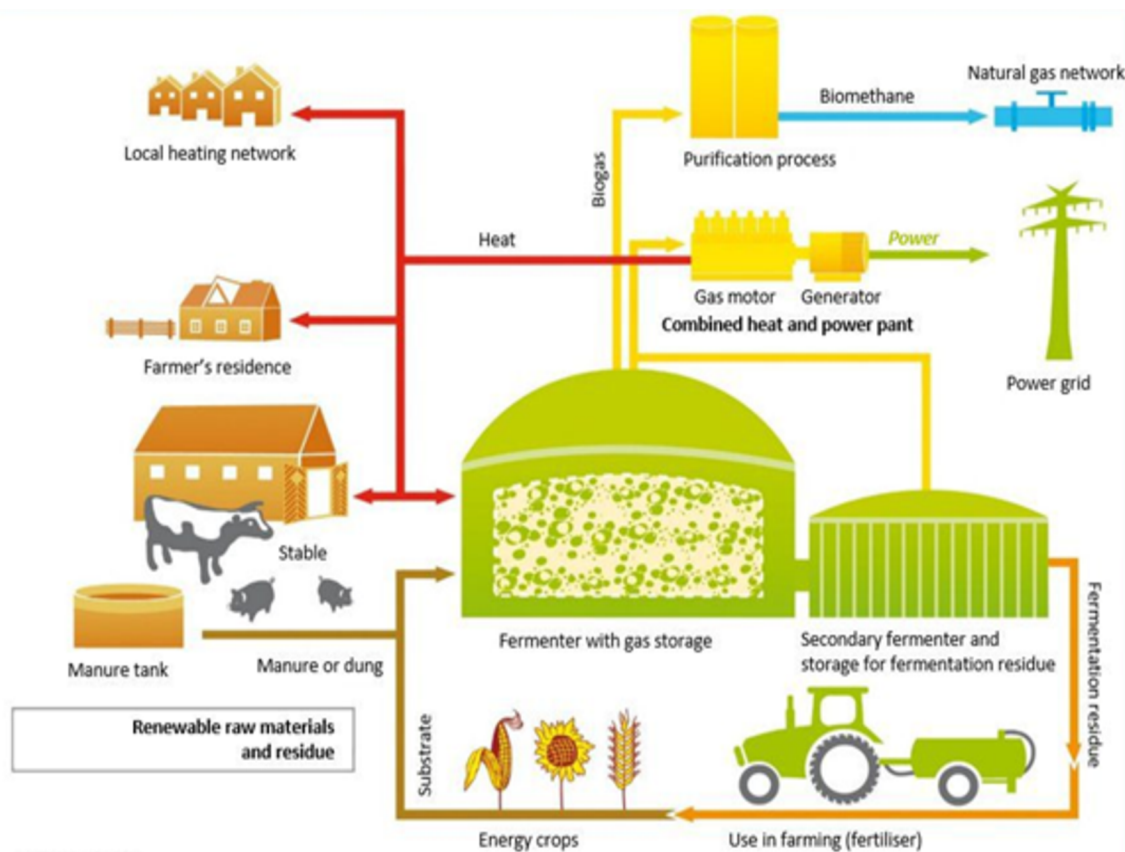 Natural gas network
Biomethane
Local heating network
Purification process
Biogas
Heat
Power
Gas motor
Generator
Combined heat and power pant
Farmer's residence
Power grid
Stable
Fermenter with gas storage
Secondary fermenter and
storage for fermentation residue
Fermentation residue
Manure tank
Manure or dung
Renewable raw materials
and residue
Substrate
Energy crops
Use in farming (fertiliser)